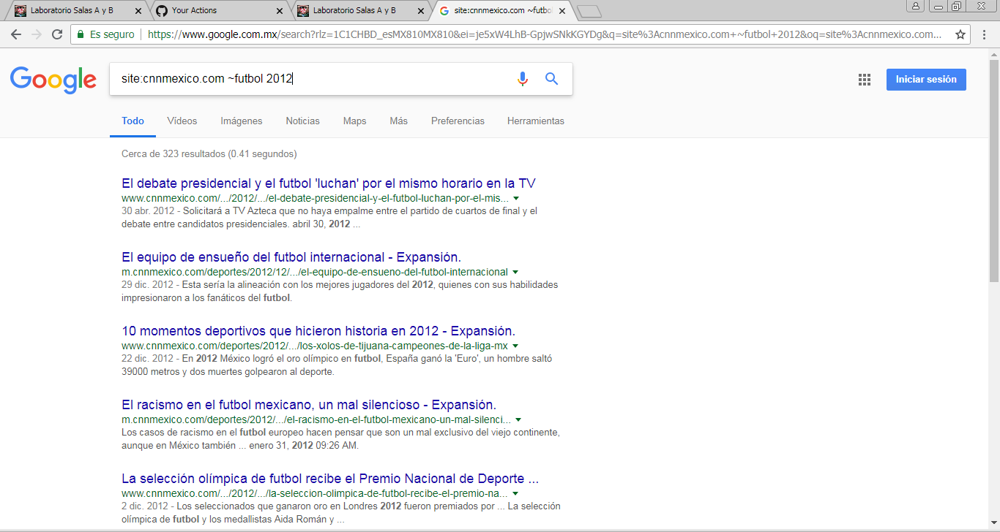 Laboratorio Salas A y B
Your Actions
Laboratorio Salas A y B
site:cnnmexico.com ~futbo
Es seguro
https://www.google.com.mx/search?rlz=1C1CHBD_esMX810MX810&ei=je5xW4LhB-GpjwSNkKGYDg&q=site%3Acnnmexico.com+~futbol+2012&oq=site%3Acnnmexico.com...
Google
site:cnnmexico.com ~futbol 2012
Iniciar sesión
Todo Vídeos Imágenes Noticias Maps Más Preferencias Herramientas
Cerca de 323 resultados (0.41 segundos)
El debate presidencial y el futbol 'luchan' por el mismo horario en la TV
www.cnnmexico.com/.../2012/.../el-debate-presidencial-y-el-futbol-luchan-por-el-mis...
30 abr. 2012 - Solicitará a TV Azteca que no haya empalme entre el partido de cuartos de final y el
debate entre candidatos presidenciales. abril 30, 2012 ...
El equipo de ensueño del futbol internacional - Expansión.
m.cnnmexico.com/deportes/2012/12/.../el-equipo-de-ensueno-del-futbol-internacional
29 dic. 2012 - Esta sería la alineación con los mejores jugadores del 2012, quienes con sus habilidades
impresionaron a los fanáticos del futbol.
10 momentos deportivos que hicieron historia en 2012 - Expansión.
www.cnnmexico.com/deportes/2012/.../los-xolos-de-tijuana-campeones-de-la-liga-mx
22 dic. 2012 - En 2012 México logró el oro olímpico en futbol, España ganó la 'Euro', un hombre saltó
39000 metros y dos muertes golpearon al deporte.
El racismo en el futbol mexicano, un mal silencioso - Expansión.
m.cnnmexico.com/deportes/2012/.../el-racismo-en-el-futbol-mexicano-un-mal-silenci...
Los casos de racismo en el futbol europeo hacen pensar que son un mal exclusivo del viejo continente,
aunque en México también ... enero 31, 2012 09:26 AM.
La selección olímpica de futbol recibe el Premio Nacional de Deporte ...
www.cnnmexico.com/.../2012/.../la-seleccion-olimpica-de-futbol-recibe-el-premio-na...
2 dic. 2012 - Los seleccionados que ganaron oro en Londres 2012 fueron premiados por ... La selección
olímpica de futbol y los medallistas Aida Román y ...